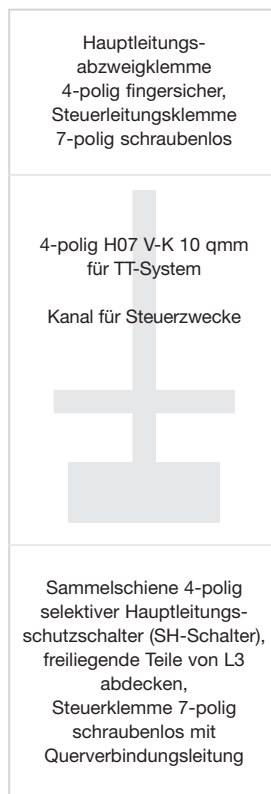 Hauptleitungs-
abzweigklemme
4-polig fingersicher,
Steuerleitungsklemme
7-polig schraubenlos
4-polig H07 V-K 10 qmm
für TT-System
Kanal für Steuerzwecke
Sammelschiene 4-polig
selektiver Hauptleitungs-
schutzschalter (SH-Schalter),
freiliegende Teile von L3
abdecken,
Steuerklemme 7-polig
schraubenlos mit
Querverbindungsleitung